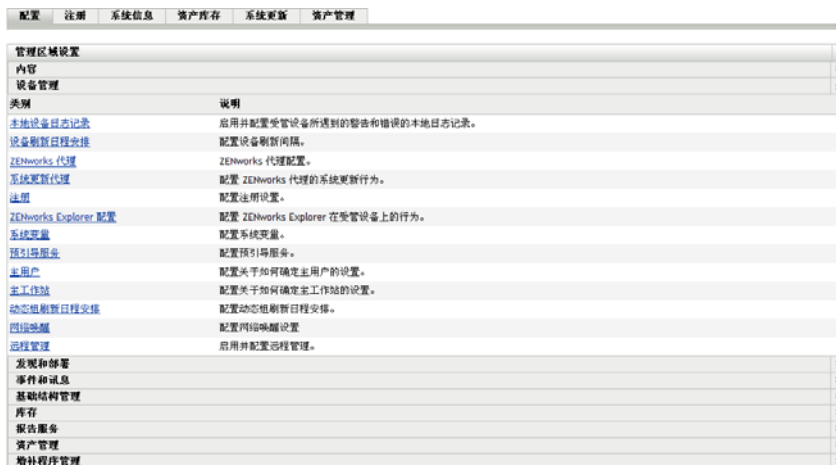 配置 注册 系统信息 资产库存 系统更新 资产管理
管理区域设置
内容
设备管理
类别 说明
本地设备日志记录 启用并配置受管设备所遇到的警告和错误的本地日志记录。
设备刷新日程安排 配置设备刷新间隔。
ZENworks 代理 ZENworks 代理配置。
系统更新代理 配置 ZENworks 代理的系统更新行为。
注册 配置注册设置。
ZENworks Explorer 配置 配置 ZENworks Explorer 在受管设备上的行为。
系统变量 配置系统变量。
预引导服务 配置预引导服务。
主用户 配置关于如何确定主用户的设置。
主工作站 配置关于如何确定主工作站的设置。
动态组刷新日程安排 配置动态组刷新日程安排。
网络唤醒 配置网络唤醒设置
远程管理 启用并配置远程管理。
发现和部署
事件和讯息
基础结构管理
库存
报告服务
资产管理
增补程序管理